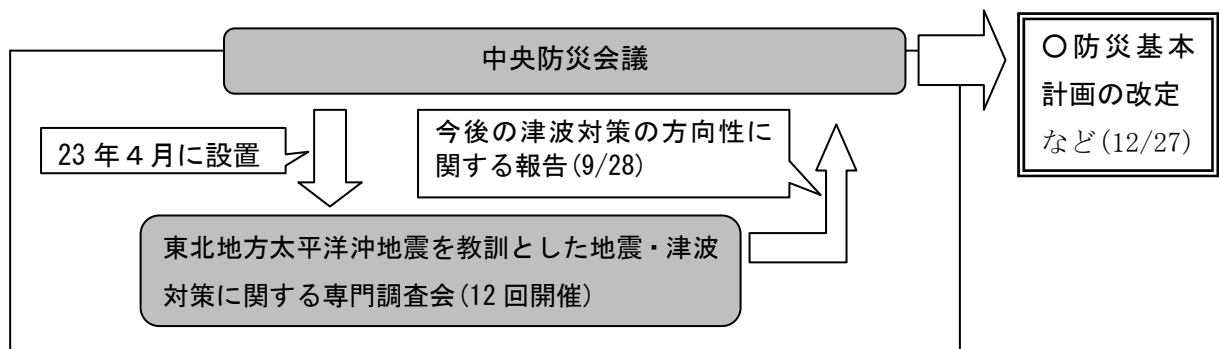 中央防災会議
〇防災基本
計画の改定
など(12/27)
23年４月に設置
今後の津波対策の方向性に
関する報告(9/28)
東北地方太平洋沖地震を教訓とした地震・津波
対策に関する専門調査会(12回開催)